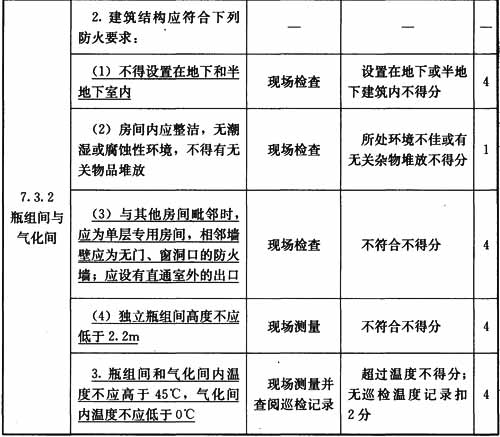 7.3.2
瓶组间与
气化间
2. 建筑结构应符合下列
防火要求：
—
—
—
（1）不得设置在地下和半
地下室内
现场检查
设置在地下或半地
下建筑内不得分
4
（2）房间内应整洁，无潮
湿或腐蚀性环境，不得有无
关物品堆放
现场检查
所处环境不佳或有
无关杂物堆放不得分
1
（3）与其他房间毗邻时，
应为单层专用房间，相邻墙
壁应为无门、窗洞口的防火
墙；应设有直通室外的出口
现场检查
不符合不得分
4
（4）独立瓶组间高度不应
低于2.2m
现场测量
不符合不得分
4
3. 瓶组间和气化间内温
度不应高于45℃，气化间
内温度不应低于0℃
现场测量并
查阅巡检记录
超过温度不得分；
无巡检温度记录扣
2分
4